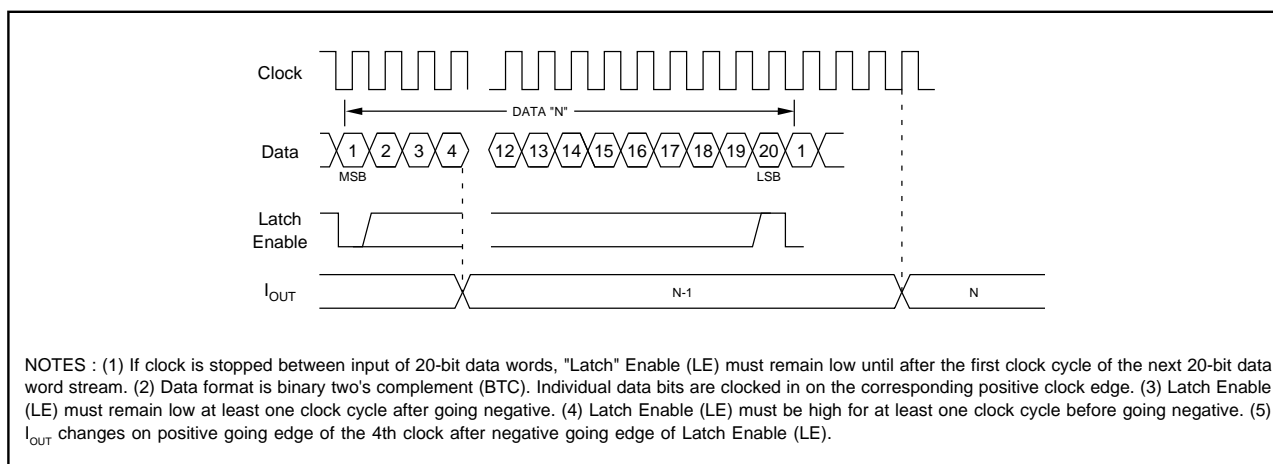 Clock
DATA "N"
Data
1 2 3 4 12 13 14 15 16 17 18 19 20 1
MSB LSB
Latch
Enable
I_OUT
N-1 N
NOTES : (1) If clock is stopped between input of 20-bit data words, "Latch" Enable (LE) must remain low until after the first clock cycle of the next 20-bit data
word stream. (2) Data format is binary two's complement (BTC). Individual data bits are clocked in on the corresponding positive clock edge. (3) Latch Enable
(LE) must remain low at least one clock cycle after going negative. (4) Latch Enable (LE) must be high for at least one clock cycle before going negative. (5)
I_OUT changes on positive going edge of the 4th clock after negative going edge of Latch Enable (LE).